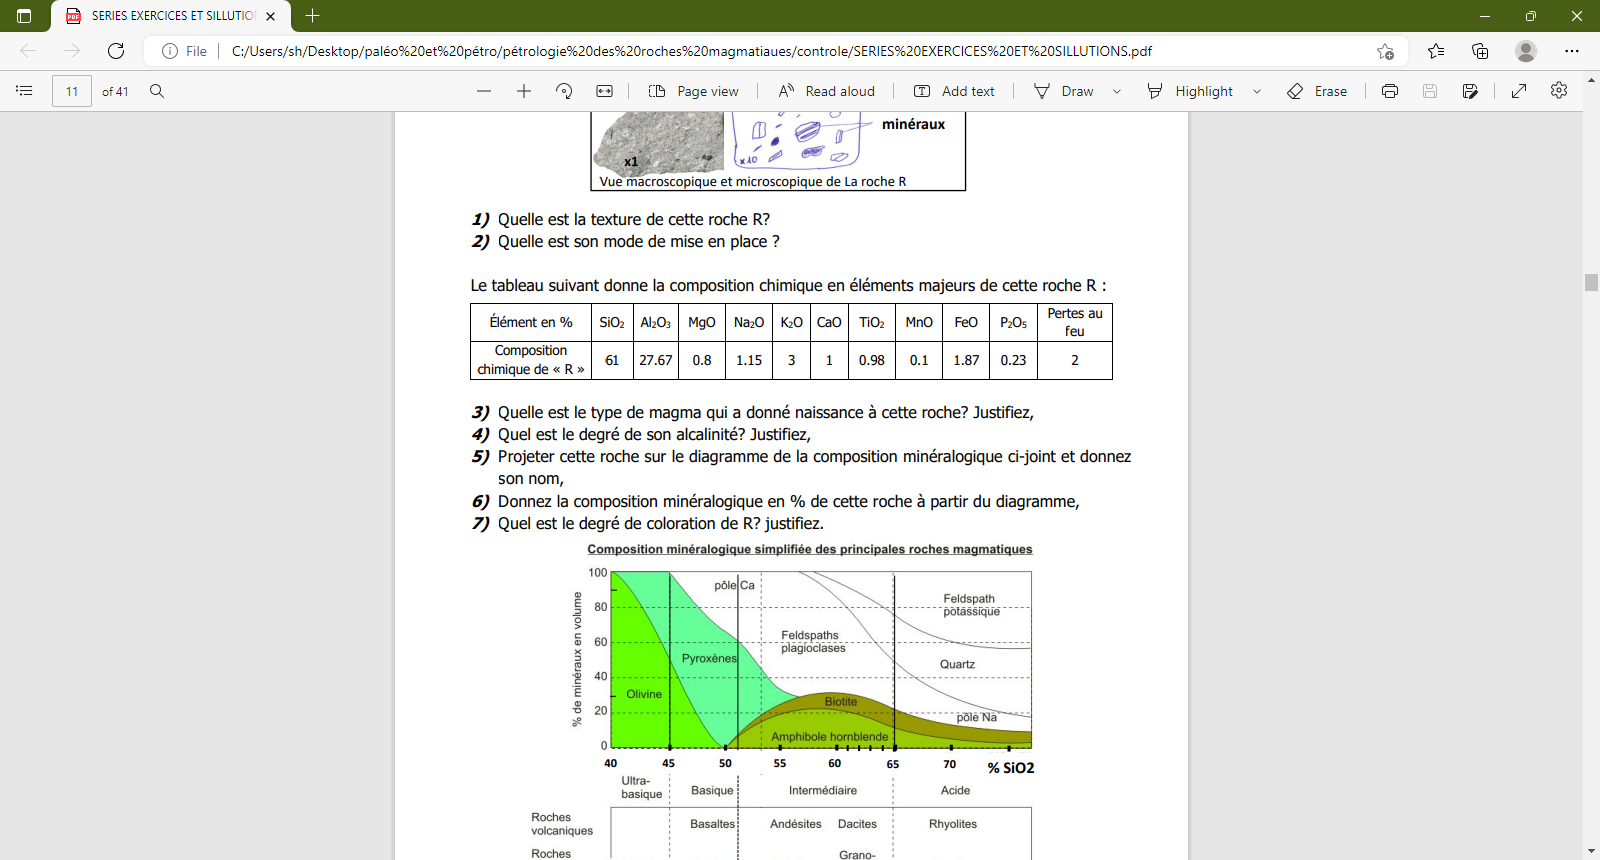 SERIES EXERCICES ET SILLUTIO
File
C:/Users/sh/Desktop/paléo%20et%20pétro/pétrologie%20des%20roches%20magmatiaues/controle/SERIES%20EXERCICES%20ET%20SILLUTIONS.pdf
11 of 41
Page view
Read aloud
Add text
Draw
Highlight
Erase
minéraux
x1
x10
Vue macroscopique et microscopique de La roche R
1) Quelle est la texture de cette roche R?
2) Quelle est son mode de mise en place ?
Le tableau suivant donne la composition chimique en éléments majeurs de cette roche R :
Élément en % SiO₂ Al₂O₃ MgO Na₂O K₂O CaO TiO₂ MnO FeO P₂O₅ Pertes au feu
Composition chimique de « R » 61 27.67 0.8 1.15 3 1 0.98 0.1 1.87 0.23 2
3) Quelle est le type de magma qui a donné naissance à cette roche? Justifiez,
4) Quel est le degré de son alcalinité? Justifiez,
5) Projeter cette roche sur le diagramme de la composition minéralogique ci-joint et donnez
son nom,
6) Donnez la composition minéralogique en % de cette roche à partir du diagramme,
7) Quel est le degré de coloration de R? justifiez.
Composition minéralogique simplifiée des principales roches magmatiques
% de minéraux en volume
100
80
60
40
20
0
pôle Ca
Feldspath
potassique
Feldspaths
plagioclases
Pyroxènes
Quartz
Olivine
Biotite
pôle Na
Amphibole hornblende
40 45 50 55 60 65 70 % SiO2
Ultra-
basique
Basique
Intermédiaire
Acide
Roches
volcaniques
Basaltes
Andésites
Dacites
Rhyolites
Roches
Grano-